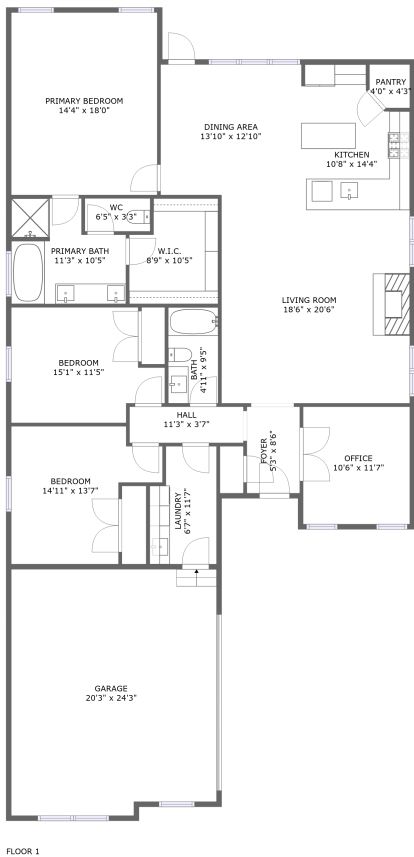 PRIMARY BEDROOM
14'4" x 18'0"
PANTRY
4'0" x 4'3"
DINING AREA
13'10" x 12'10"
KITCHEN
10'8" x 14'4"
WC
6'5" x 3'3"
PRIMARY BATH
11'3" x 10'5"
W.I.C.
8'9" x 10'5"
LIVING ROOM
18'6" x 20'6"
BEDROOM
15'1" x 11'5"
BATH
4'11" x 9'5"
HALL
11'3" x 3'7"
FOYER
5'3" x 8'6"
OFFICE
10'6" x 11'7"
BEDROOM
14'11" x 13'7"
LAUNDRY
6'7" x 11'7"
GARAGE
20'3" x 24'3"
FLOOR 1